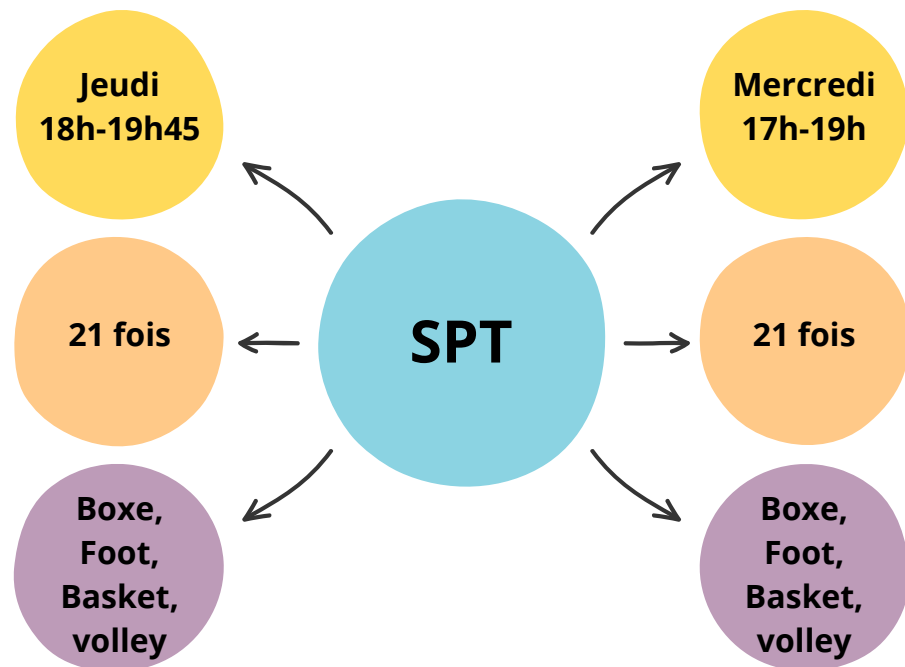 Jeudi
18h-19h45
Mercredi
17h-19h
21 fois
SPT
21 fois
Boxe,
Foot,
Basket,
volley
Boxe,
Foot,
Basket,
volley